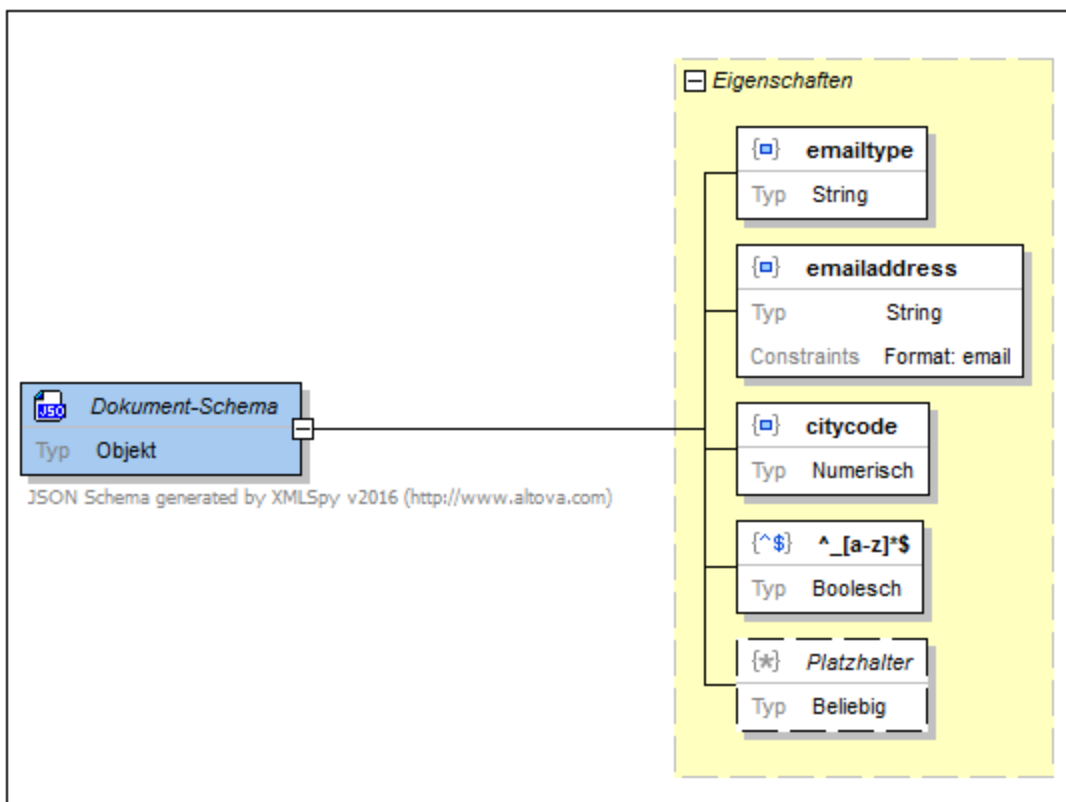 Eigenschaften
emailtype
Typ String
emailaddress
Typ String
Constraints Format: email
Dokument-Schema
Typ Objekt
JSON Schema generated by XMLSpy v2016 (http://www.altova.com)
citycode
Typ Numerisch
{^$} ^_[a-z]*$
Typ Boolesch
{*} Platzhalter
Typ Beliebig